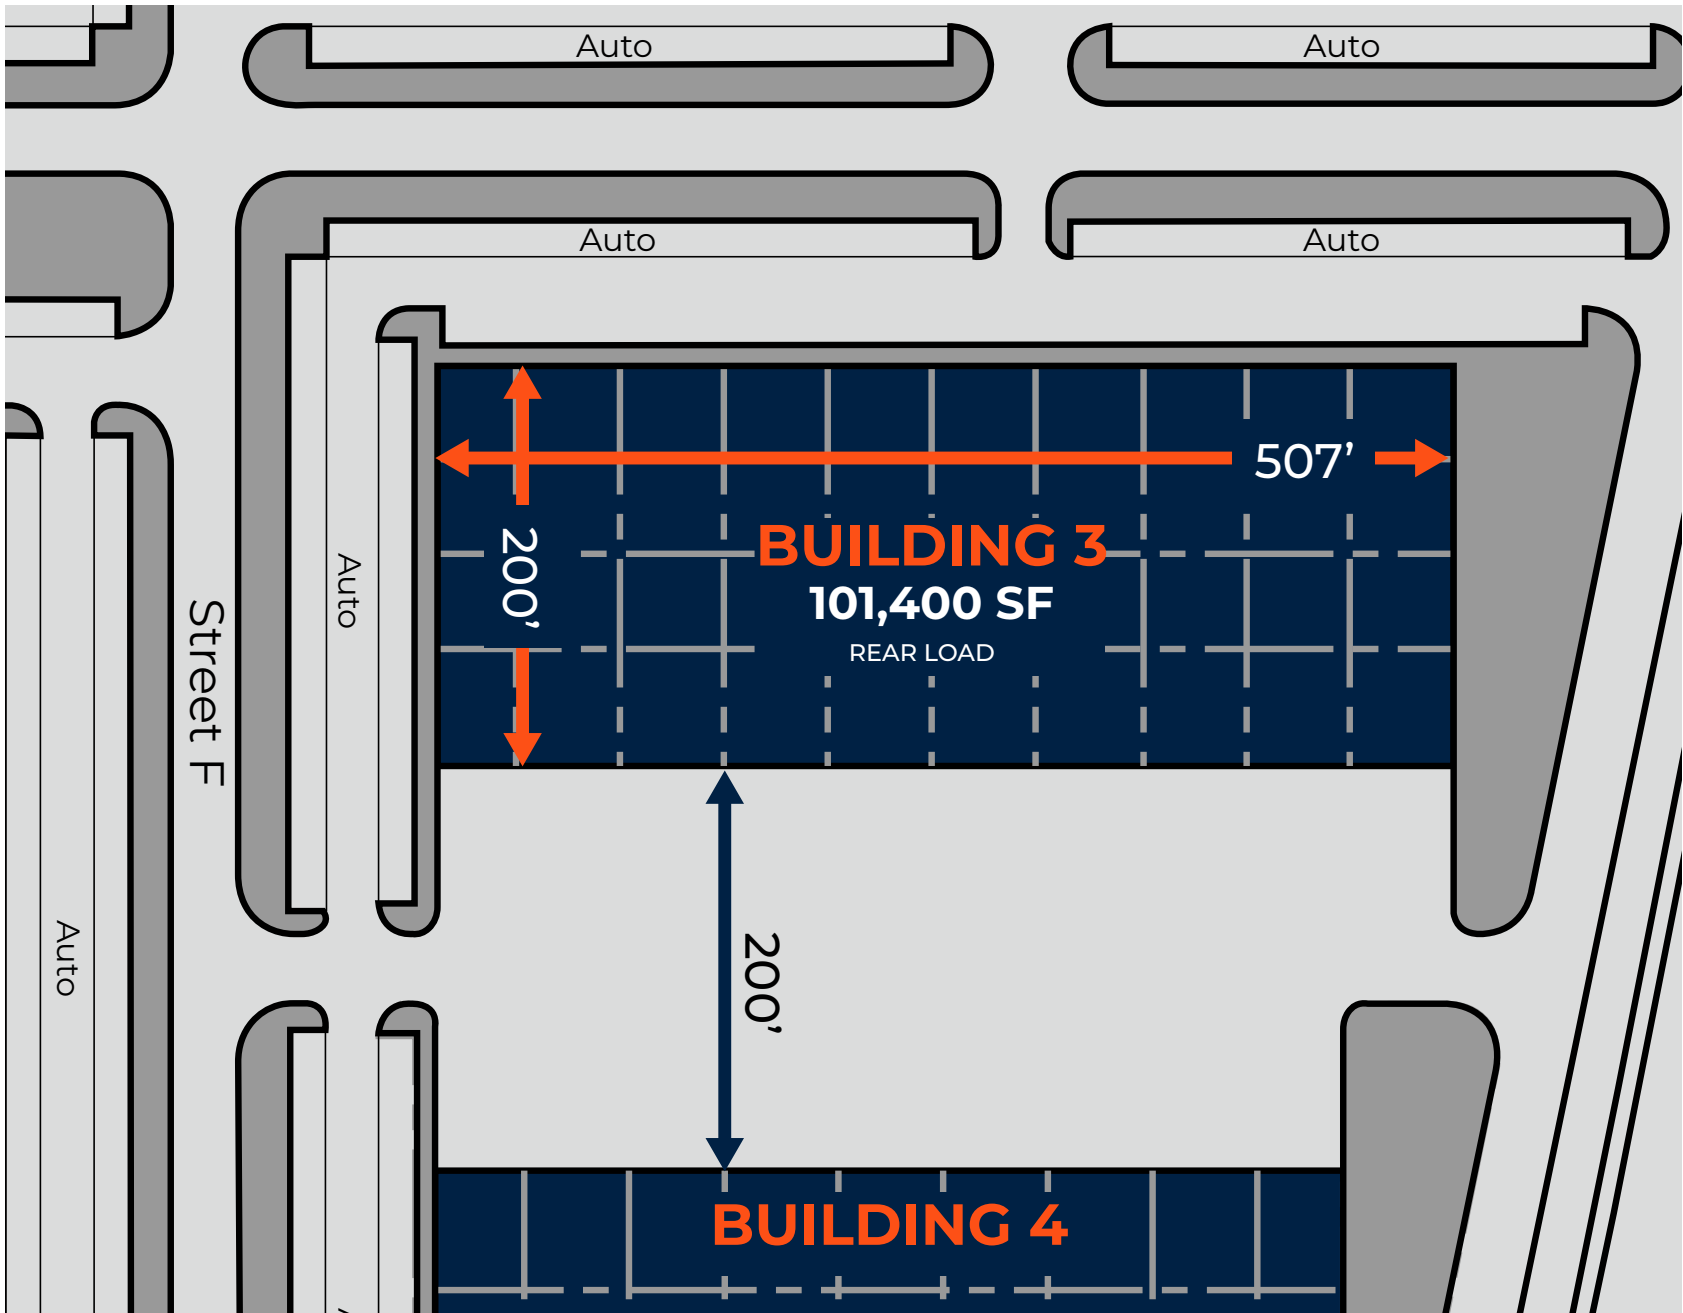 Auto
Auto
Auto
Auto
507’
200’
BUILDING 3
101,400 SF
REAR LOAD
Auto
Street F
Auto
200’
BUILDING 4